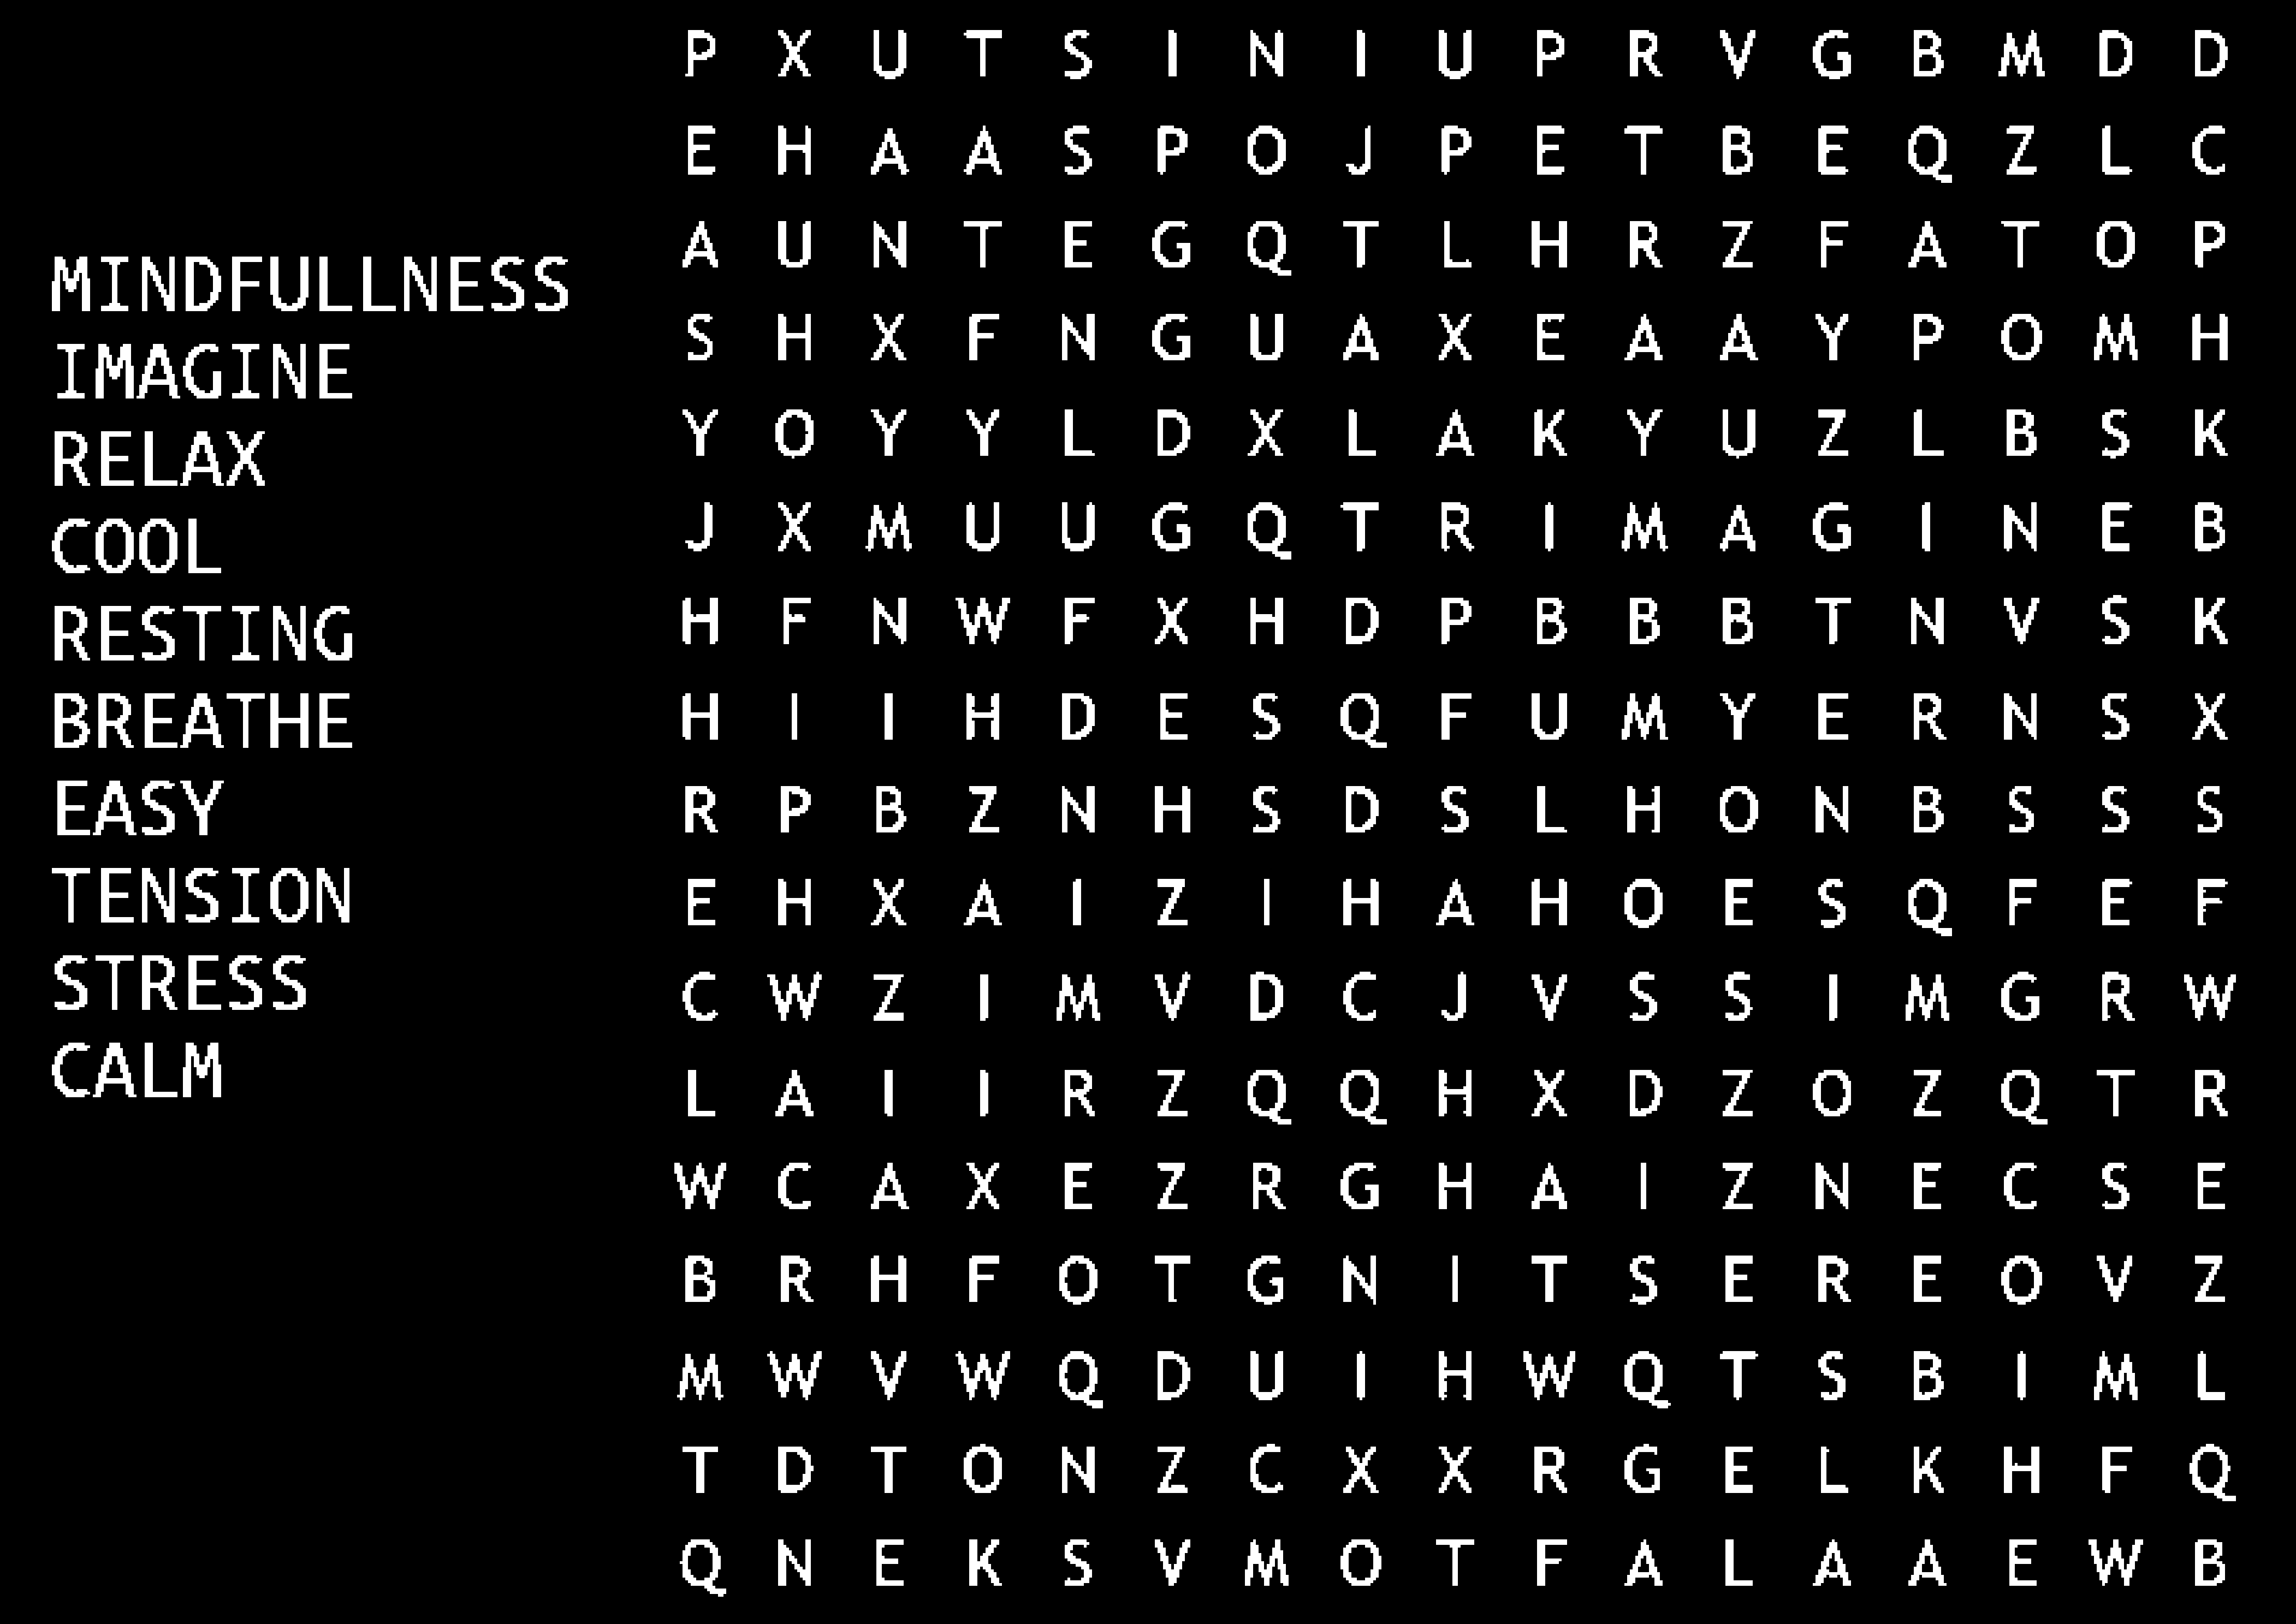 MINDFULLNESS
IMAGINE
RELAX
COOL
RESTING
BREATHE
EASY
TENSION
STRESS
CALM
P X U T S I N I U P R V G B M D D
E H A A S P O J P E T B E Q Z L C
A U N T E G Q T L H R Z F A T O P
S H X F N G U A X E A A Y P O M H
Y O Y Y L D X L A K Y U Z L B S K
J X M U U G Q T R I M A G I N E B
H F N W F X H D P B B B T N V S K
H I I H D E S Q F U M Y E R N S X
R P B Z N H S D S L H O N B S S S
E H X A I Z I H A H O E S Q F E F
C W Z I M V D C J V S S I M G R W
L A I I R Z Q Q H X D Z O Z Q T R
W C A X E Z R G H A I Z N E C S E
B R H F O T G N I T S E R E O V Z
M W V W Q D U I H W Q T S B I M L
T D T O N Z C X X R G E L K H F Q
Q N E K S V M O T F A L A A E W B